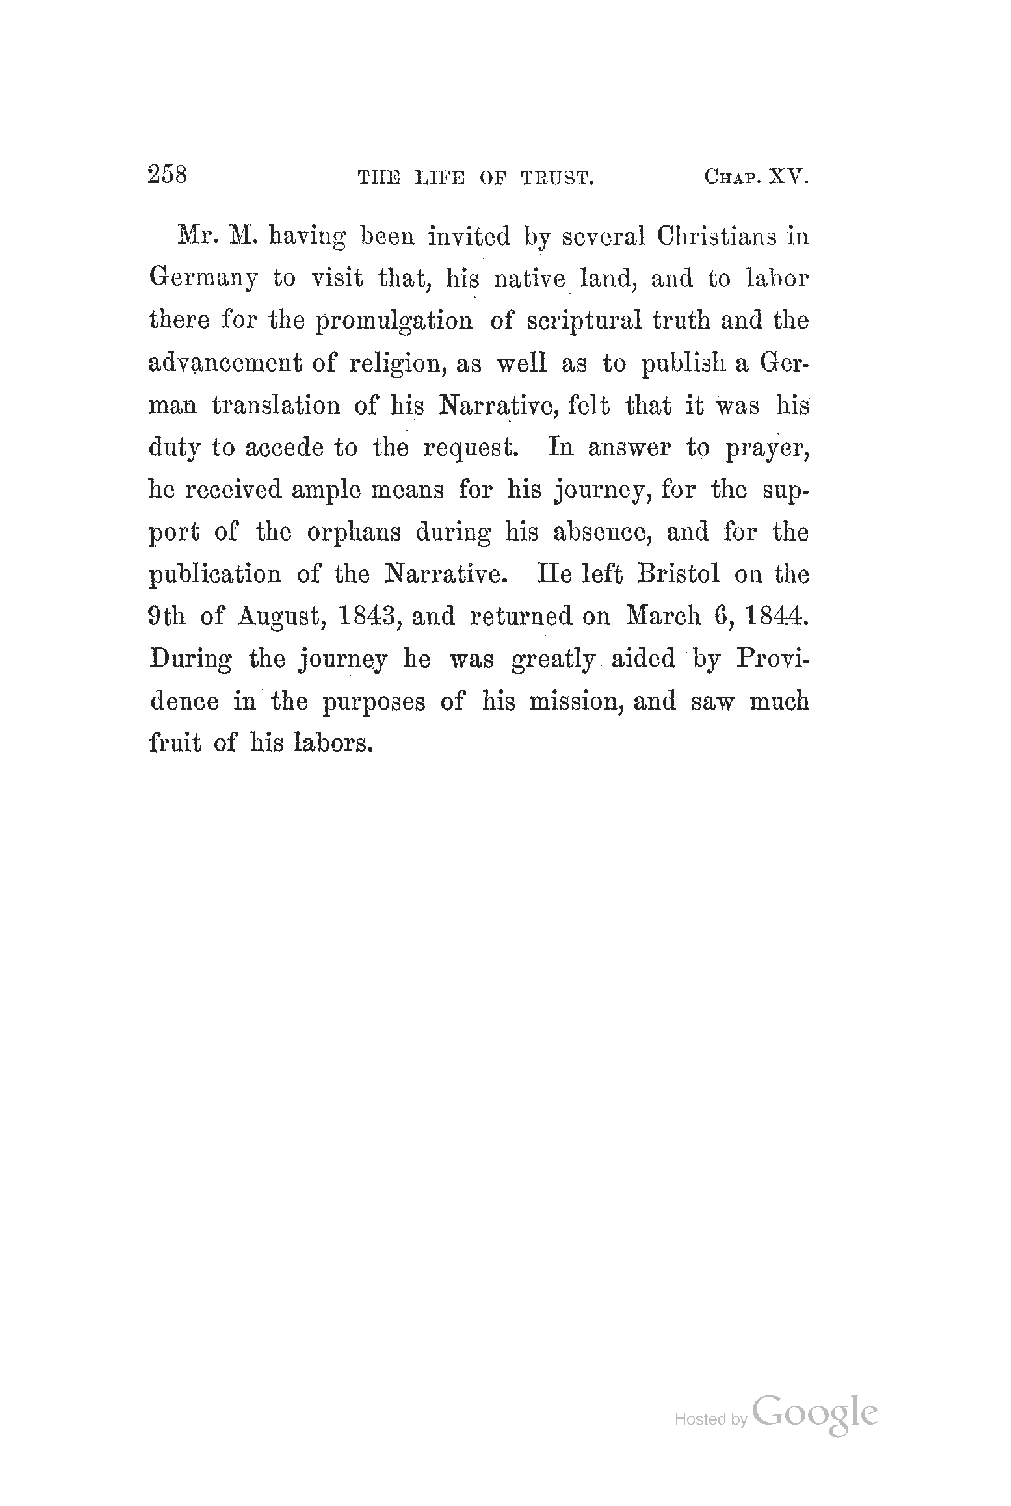 258 THE LIFE OF TRUST. CHAP. XV.
Mr. M. having been invited by several Christians in
Germany to visit that, his native land, and to labor
there for the promulgation of scriptural truth and the
advancement of religion, as well as to publish a Ger-
man translation of his Narrative, felt that it was his
duty to accede to the request. In answer to prayer,
he received ample means for his journey, for the sup-
port of the orphans during his absence, and for the
publication of the Narrative. He left Bristol on the
9th of August, 1843, and returned on March 6, 1844.
During the journey he was greatly aided by Provi-
dence in the purposes of his mission, and saw much
fruit of his labors.
Hosted by Google